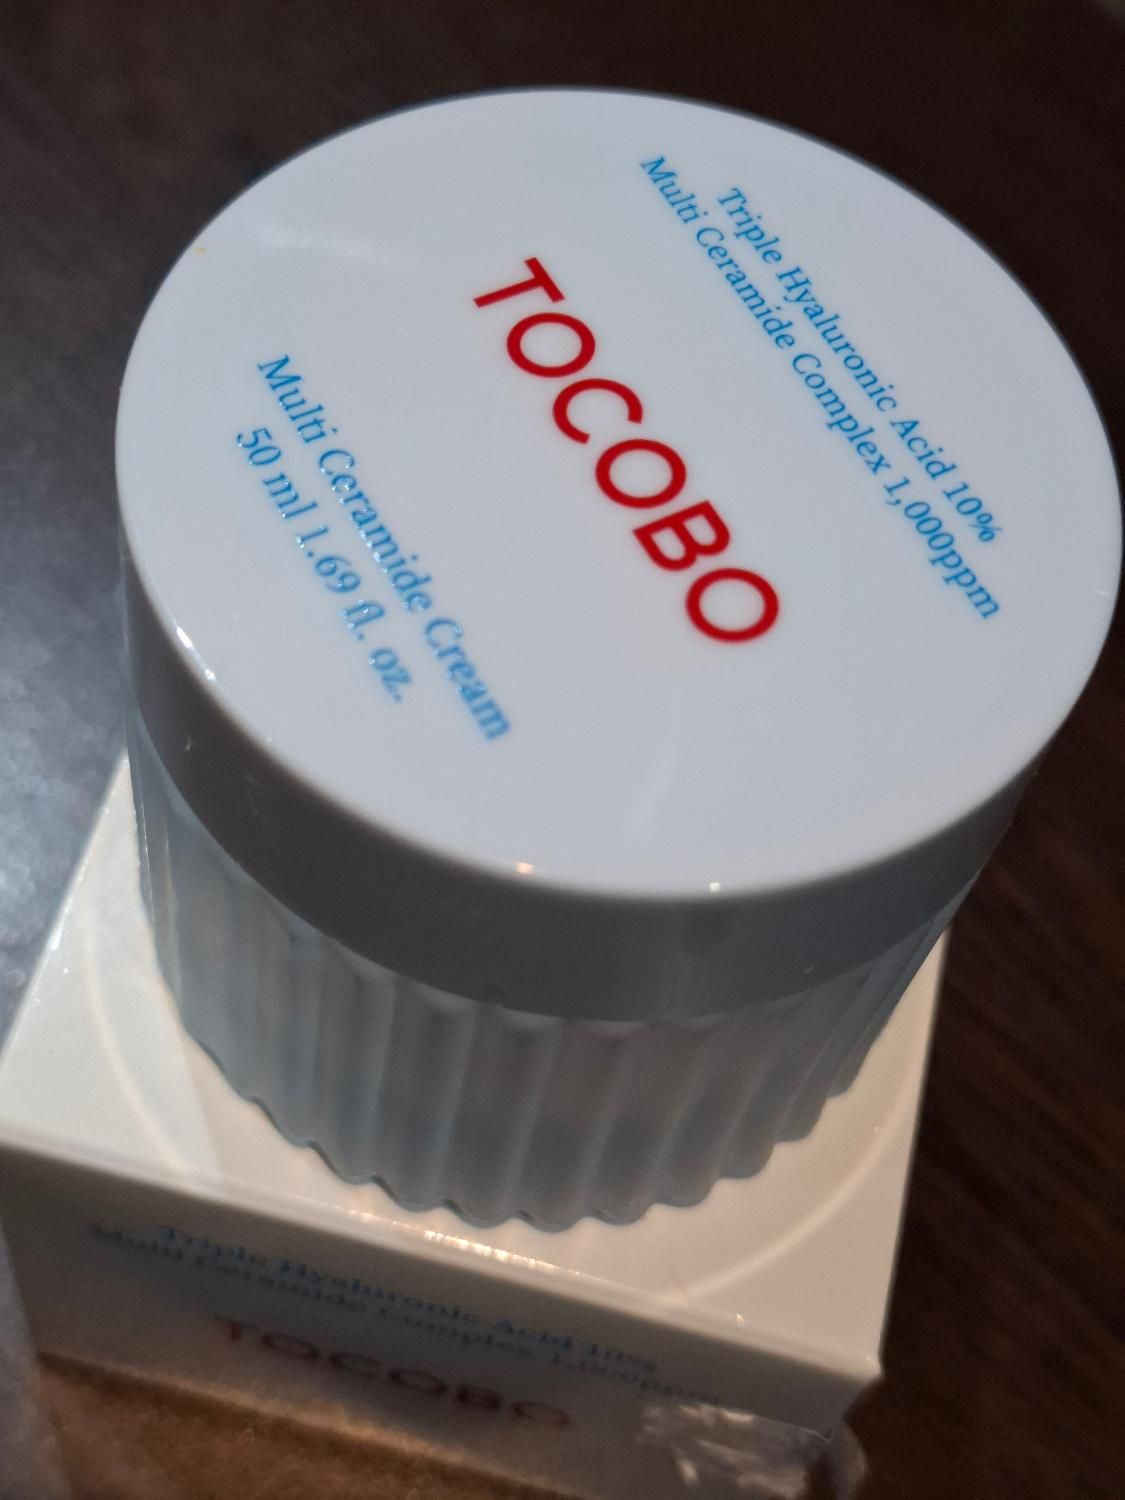 Triple Hyaluronic Acid 10%
Multi Ceramide Complex 1,000ppm
TOCOBO
Multi Ceramide Cream
50 ml 1.69 fl. oz.
Triple Hyaluronic Acid 10%
Multi Ceramide Complex 1,000ppm
TOCOBO